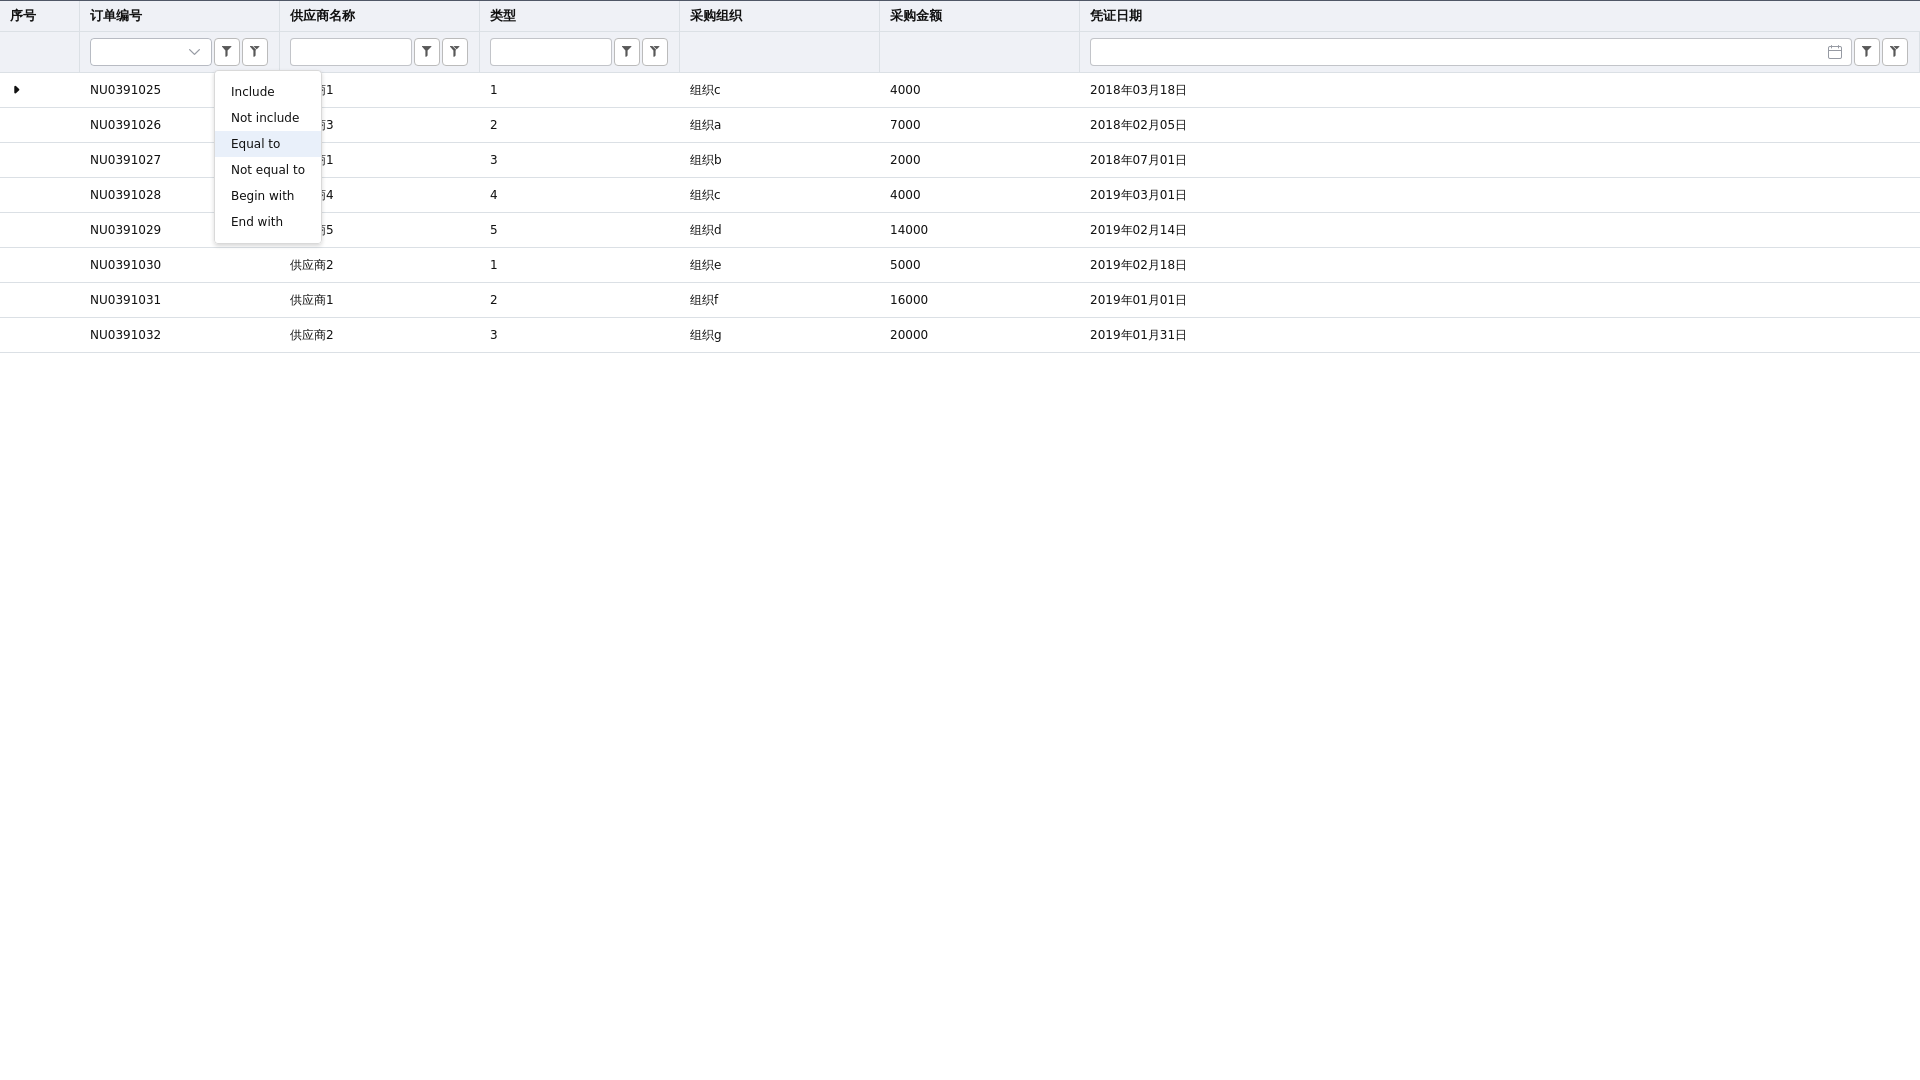 序号 订单编号 供应商名称 类型 采购组织 采购金额 凭证日期
NU0391025 1 1 组织c 4000 2018年03月18日
NU0391026 3 2 组织a 7000 2018年02月05日
NU0391027 1 3 组织b 2000 2018年07月01日
NU0391028 4 4 组织c 4000 2019年03月01日
NU0391029 5 5 组织d 14000 2019年02月14日
NU0391030 供应商2 1 组织e 5000 2019年02月18日
NU0391031 供应商1 2 组织f 16000 2019年01月01日
NU0391032 供应商2 3 组织g 20000 2019年01月31日
Include
Not include
Equal to
Not equal to
Begin with
End with